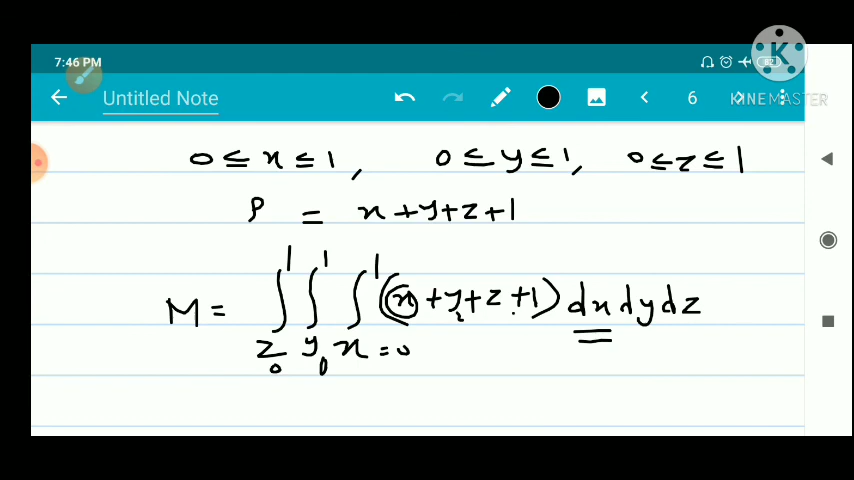 7:46 PM 82
K
KINEMASTER
Untitled Note 6
0 ≤ x ≤ 1, 0 ≤ y ≤ 1, 0 ≤ z ≤ 1
ρ = x + y + z + 1
M = ∫_{z=0}^{1} ∫_{y=0}^{1} ∫_{x=0}^{1} (x + y + z + 1) dx dy dz